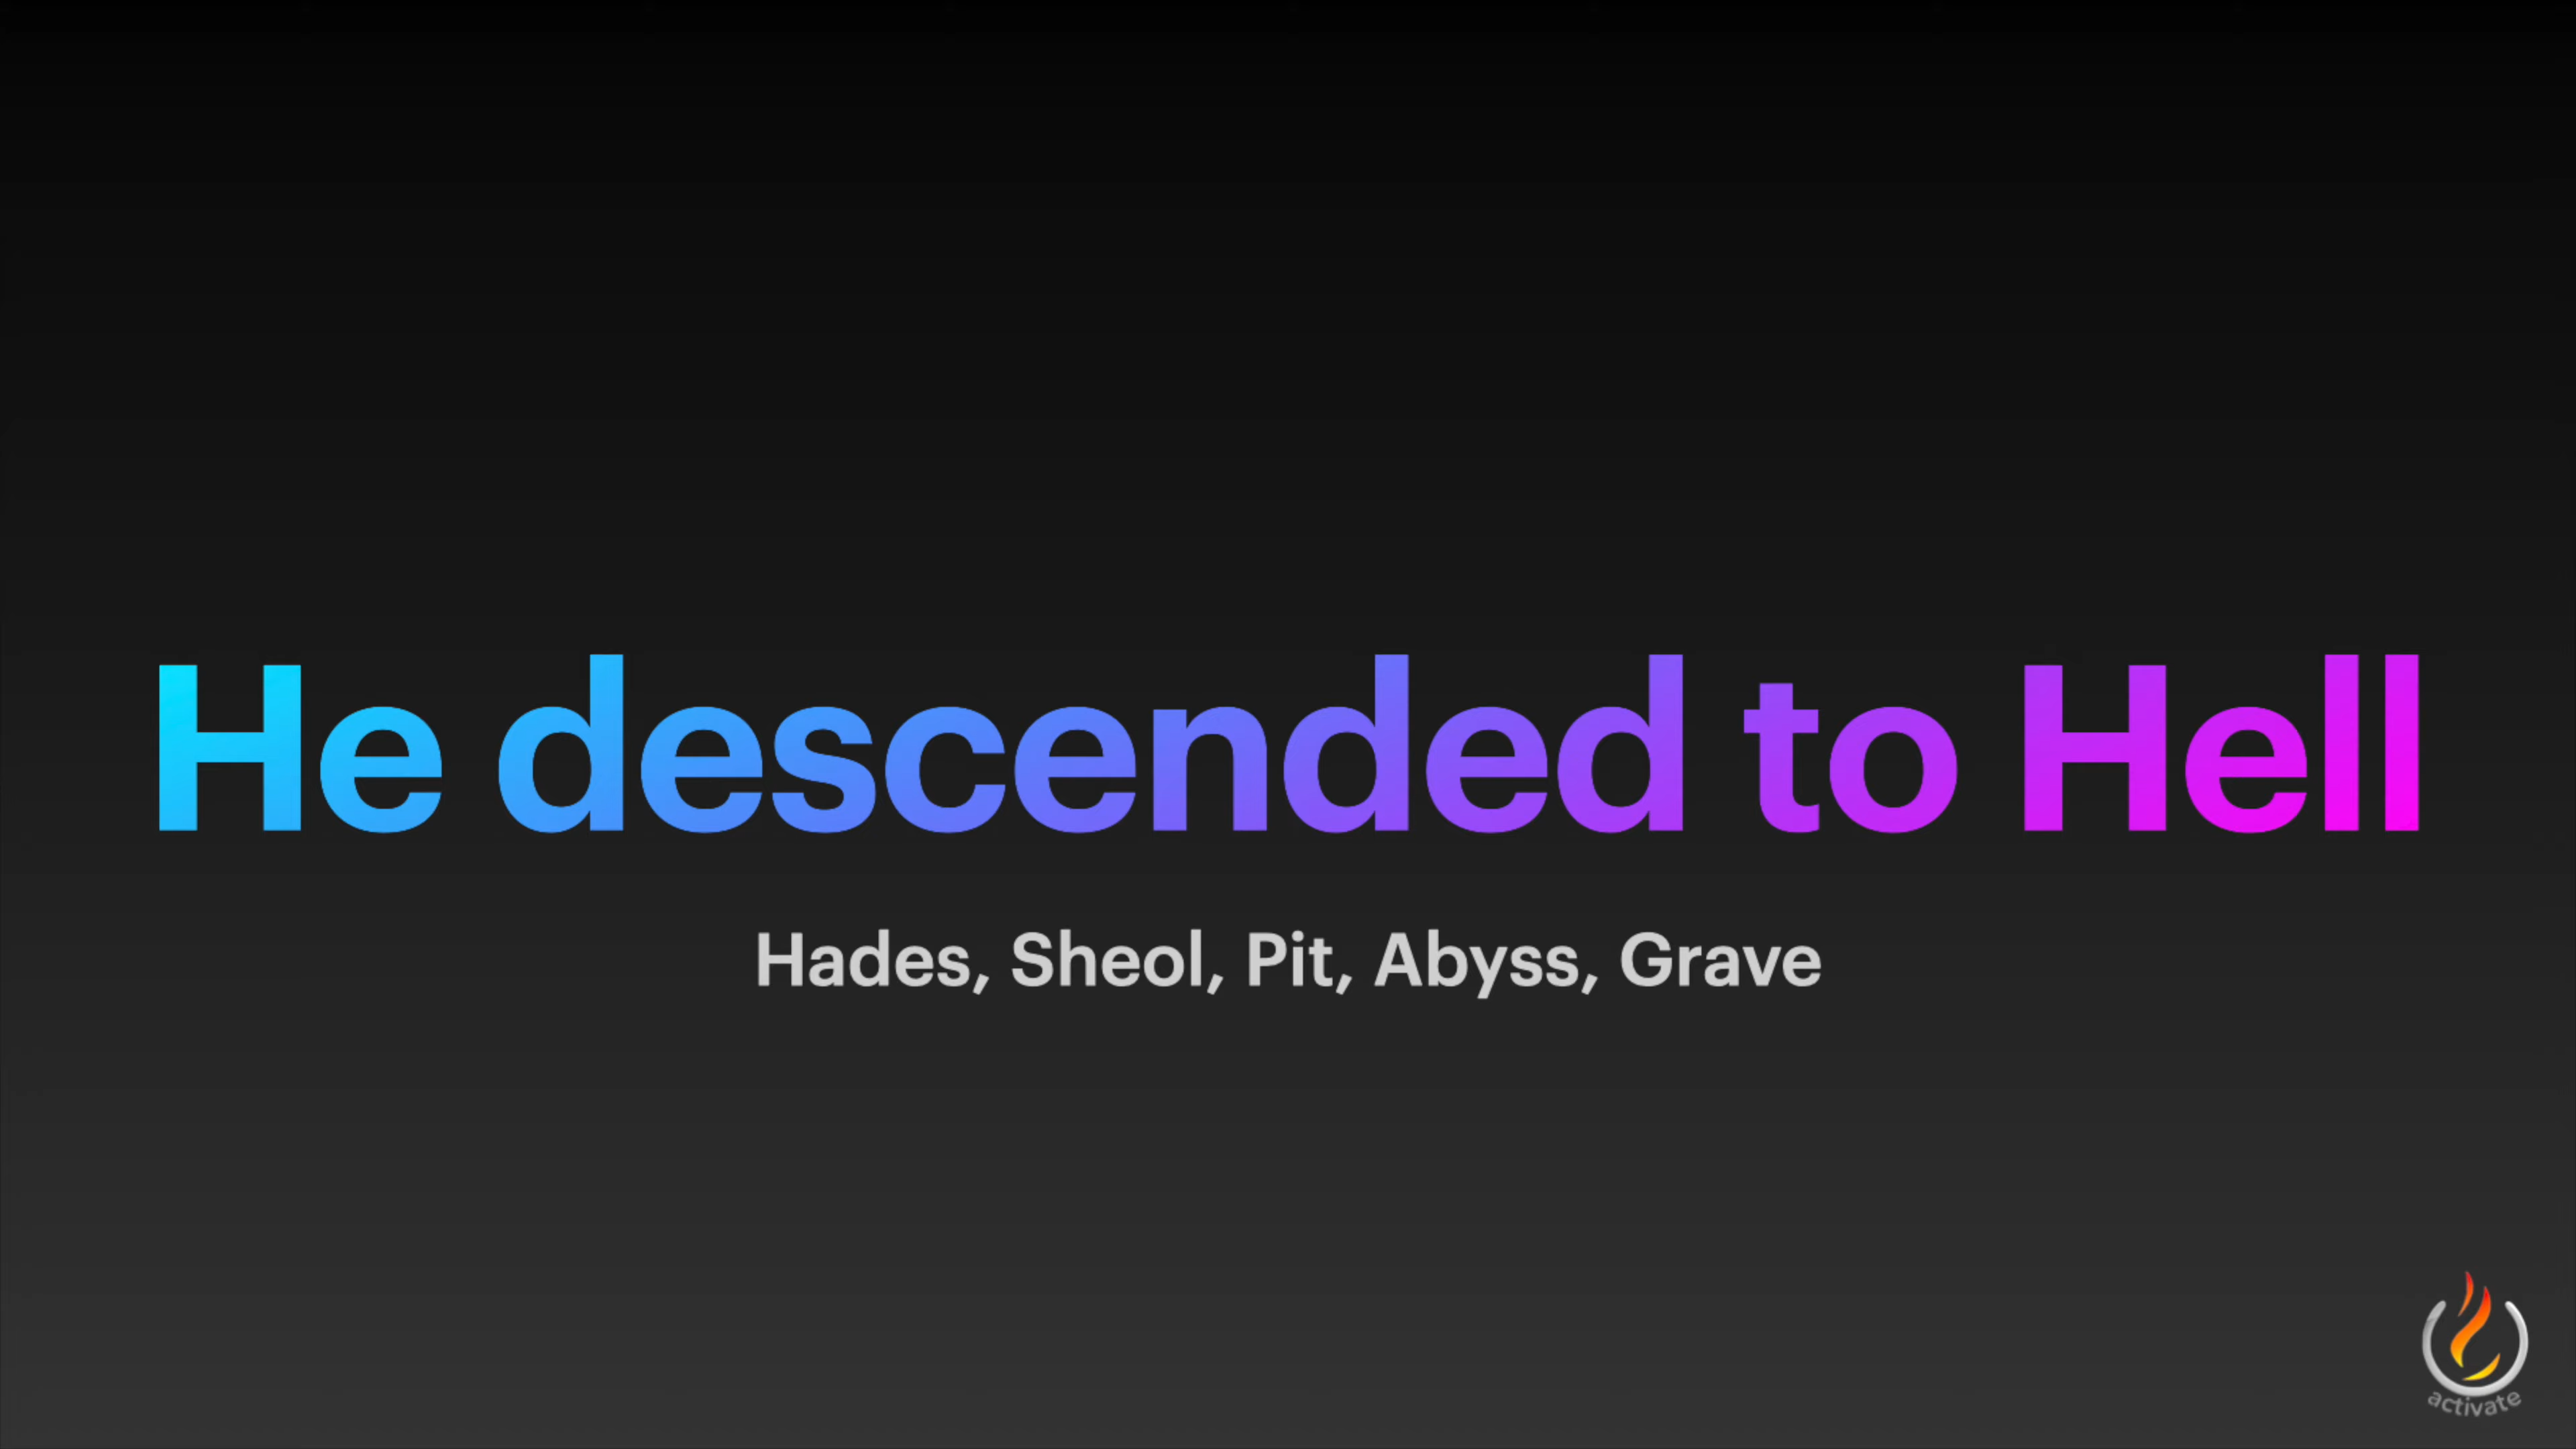 He descended to Hell
Hades, Sheol, Pit, Abyss, Grave
activate